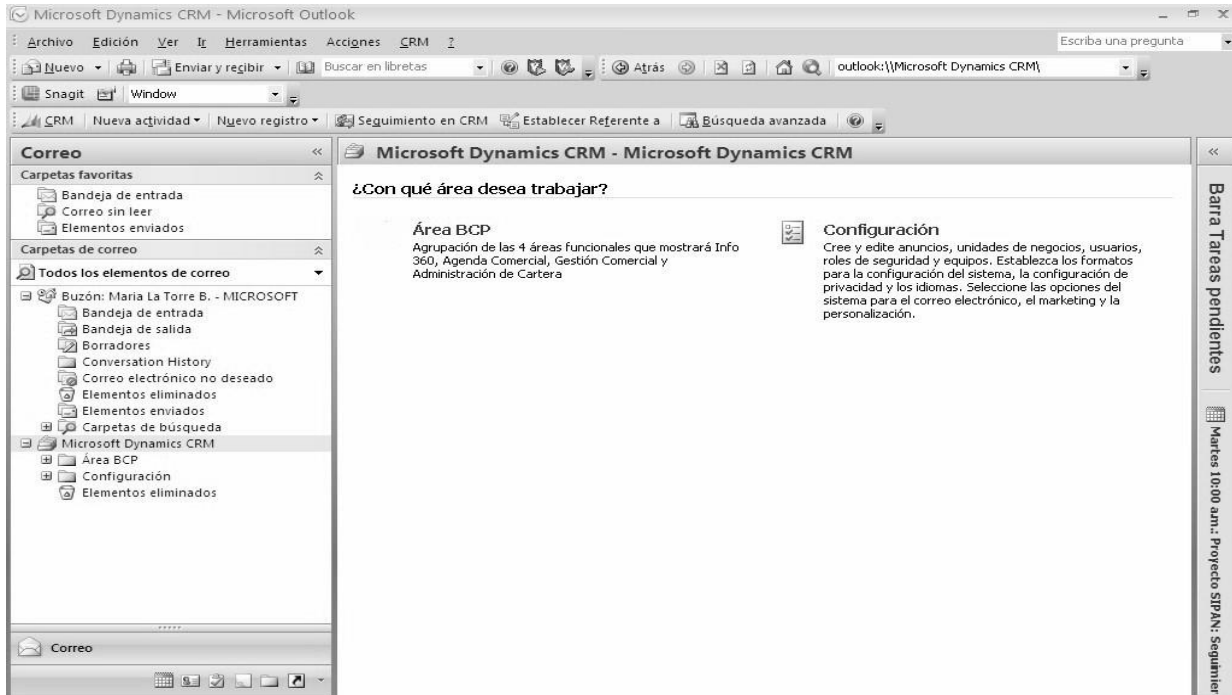 Microsoft Dynamics CRM - Microsoft Outlook
Archivo Edición Ver Ir Herramientas Acciones CRM ?
Escriba una pregunta
Nuevo Enviar y recibir Buscar en libretas Atrás outlook:\\Microsoft Dynamics CRM\
Snagit Window
CRM Nueva actividad Nuevo registro Seguimiento en CRM Establecer Referente a Búsqueda avanzada
Correo
Carpetas favoritas
Bandeja de entrada
Correo sin leer
Elementos enviados
Carpetas de correo
Todos los elementos de correo
Buzón: Maria La Torre B. - MICROSOFT
Bandeja de entrada
Bandeja de salida
Borradores
Conversation History
Correo electrónico no deseado
Elementos eliminados
Elementos enviados
Carpetas de búsqueda
Microsoft Dynamics CRM
Área BCP
Configuración
Elementos eliminados
Correo
Microsoft Dynamics CRM - Microsoft Dynamics CRM
¿Con qué área desea trabajar?
Área BCP
Agrupación de las 4 áreas funcionales que mostrará Info
360, Agenda Comercial, Gestión Comercial y
Administración de Cartera
Configuración
Cree y edite anuncios, unidades de negocios, usuarios,
roles de seguridad y equipos. Establezca los formatos
para la configuración del sistema, la configuración de
privacidad y los idiomas. Seleccione las opciones del
sistema para el correo electrónico, el marketing y la
personalización.
Barra Tareas pendientes
Martes 10:00 a.m.: Proyecto SIPAN: Seguimie